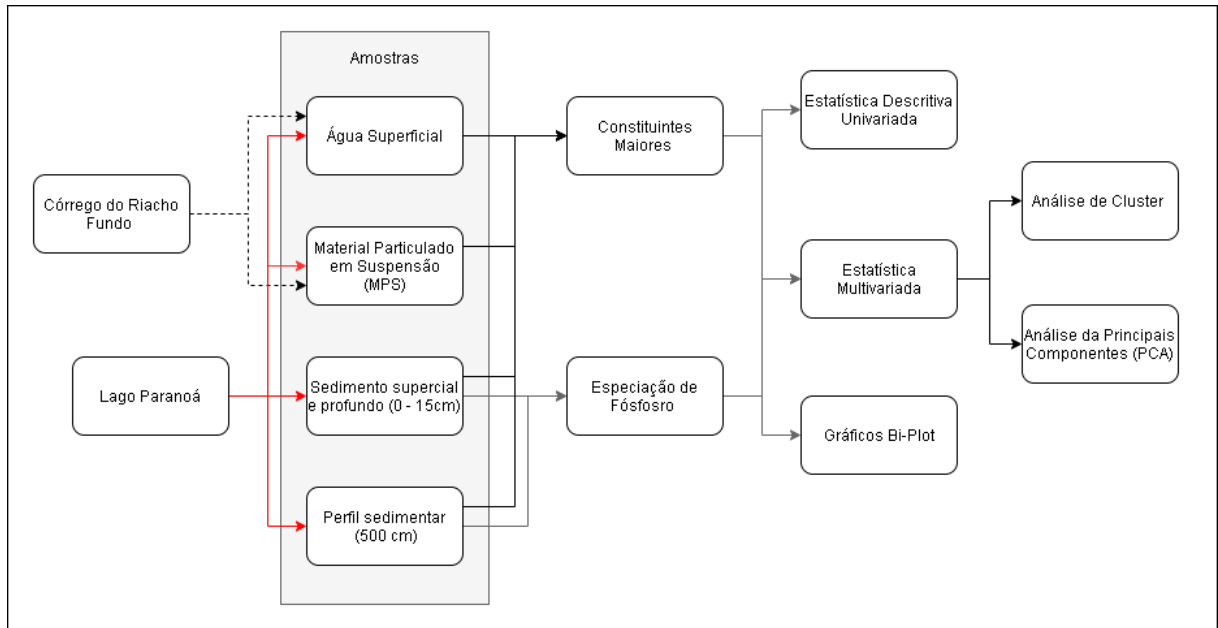 Amostras
Água Superficial
Constituintes
Maiores
Estatística Descritiva
Univariada
Córrego do Riacho
Fundo
Material Particulado
em Suspensão
(MPS)
Estatística
Multivariada
Análise de Cluster
Análise da Principais
Componentes (PCA)
Lago Paranoá
Sedimento supercial
e profundo (0 - 15cm)
Especiação de
Fósfosro
Gráficos Bi-Plot
Perfil sedimentar
(500 cm)